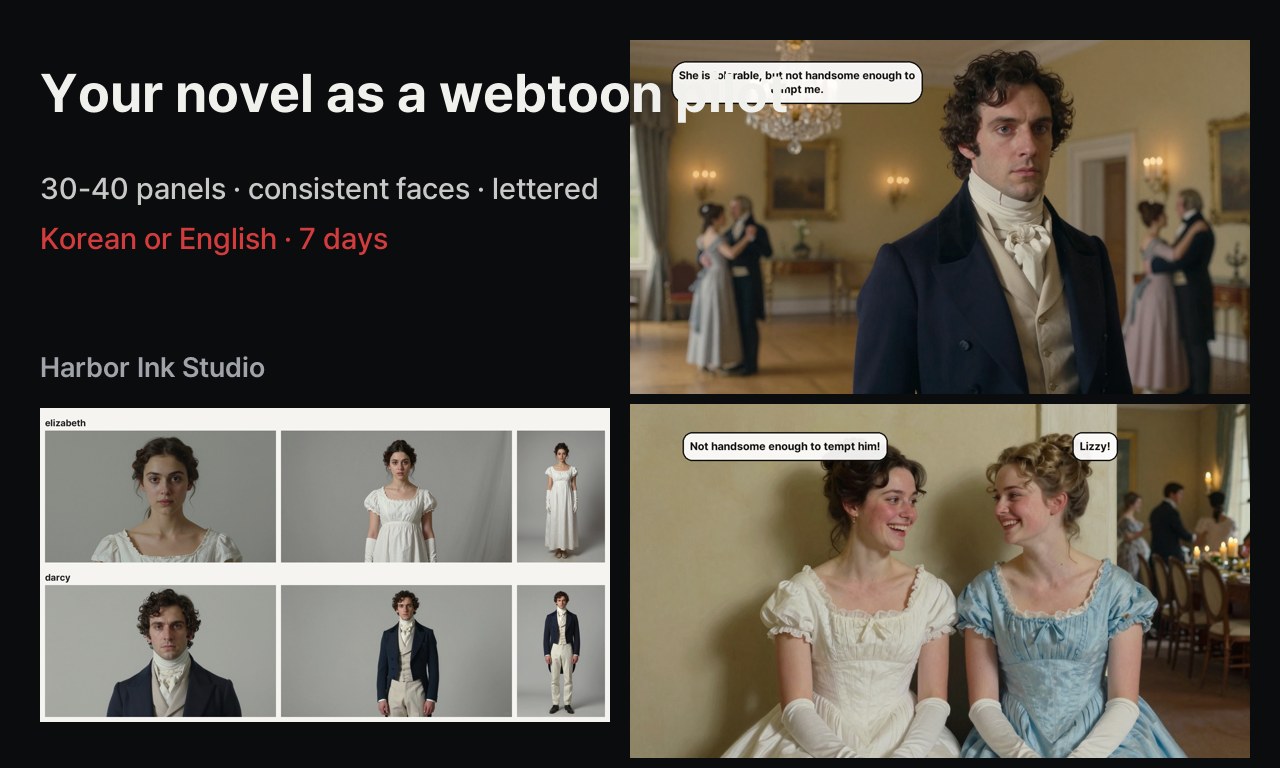 Your novel as a webtoon pilot
30-40 panels · consistent faces · lettered
Korean or English · 7 days
Harbor Ink Studio
elizabeth
darcy
She is tolerable, but not handsome enough to
tempt me.
Not handsome enough to tempt him!
Lizzy!